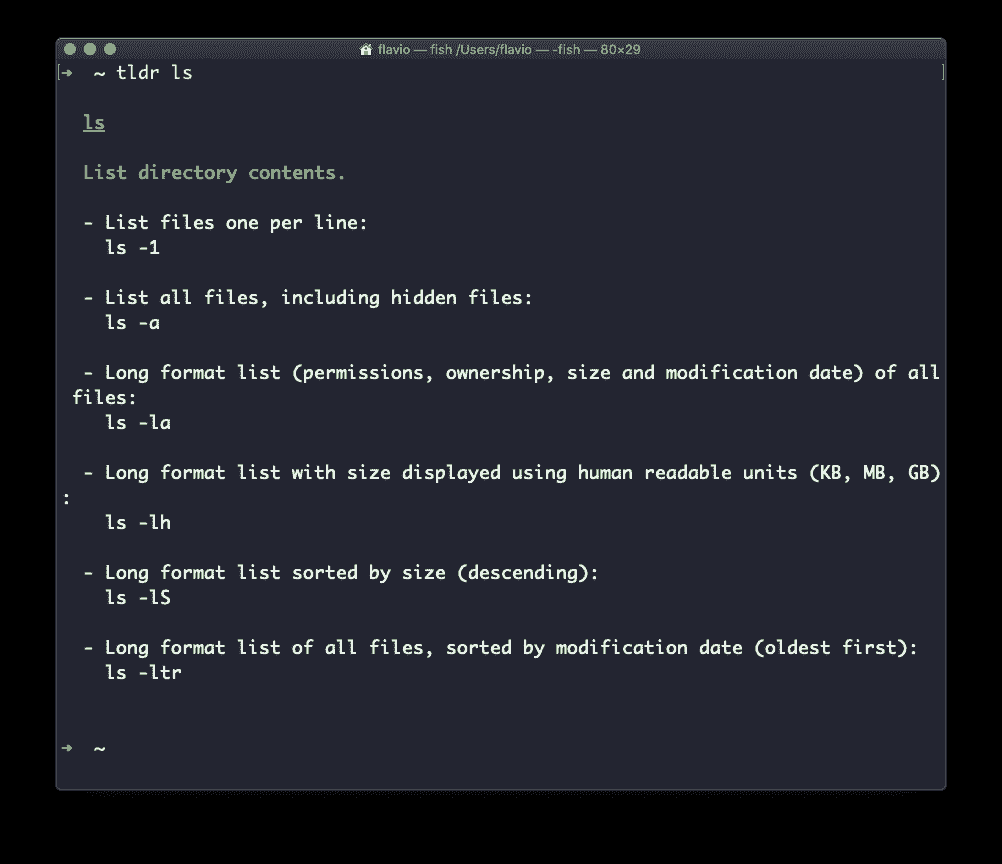 flavio — fish /Users/flavio — -fish — 80×29
[➜  ~ tldr ls ]
ls
List directory contents.
- List files one per line:
ls -1
- List all files, including hidden files:
ls -a
- Long format list (permissions, ownership, size and modification date) of all
files:
ls -la
- Long format list with size displayed using human readable units (KB, MB, GB)
:
ls -lh
- Long format list sorted by size (descending):
ls -lS
- Long format list of all files, sorted by modification date (oldest first):
ls -ltr
➜  ~